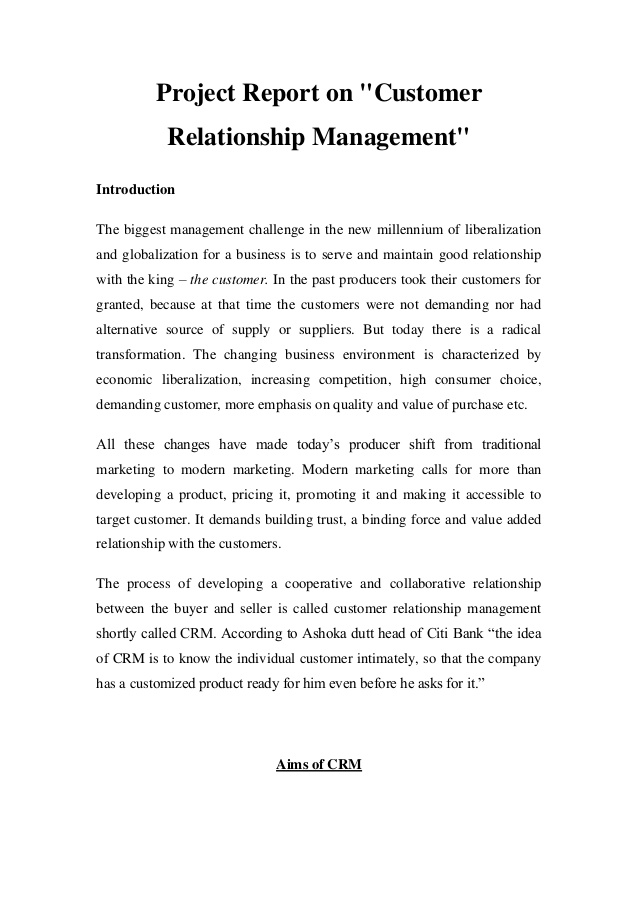 Project Report on "Customer
Relationship Management"
Introduction
The biggest management challenge in the new millennium of liberalization
and globalization for a business is to serve and maintain good relationship
with the king – the customer. In the past producers took their customers for
granted, because at that time the customers were not demanding nor had
alternative source of supply or suppliers. But today there is a radical
transformation. The changing business environment is characterized by
economic liberalization, increasing competition, high consumer choice,
demanding customer, more emphasis on quality and value of purchase etc.
All these changes have made today’s producer shift from traditional
marketing to modern marketing. Modern marketing calls for more than
developing a product, pricing it, promoting it and making it accessible to
target customer. It demands building trust, a binding force and value added
relationship with the customers.
The process of developing a cooperative and collaborative relationship
between the buyer and seller is called customer relationship management
shortly called CRM. According to Ashoka dutt head of Citi Bank “the idea
of CRM is to know the individual customer intimately, so that the company
has a customized product ready for him even before he asks for it.”
Aims of CRM